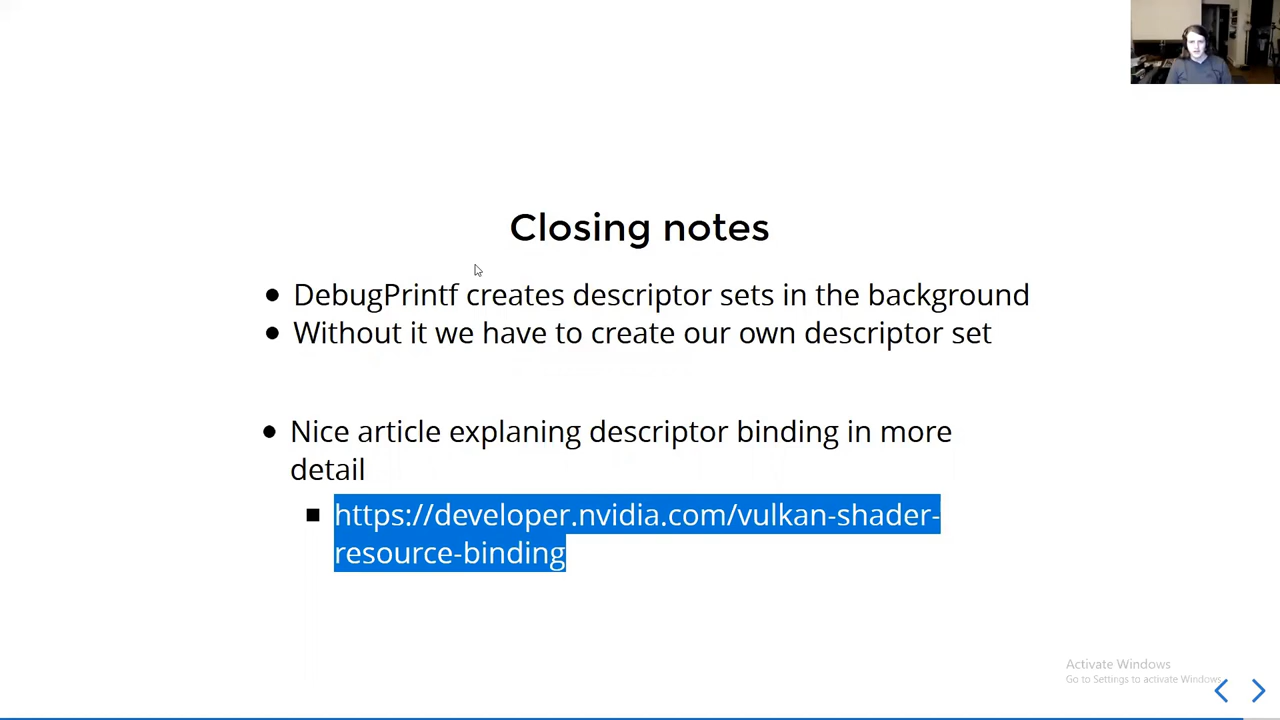 Closing notes
DebugPrintf creates descriptor sets in the background
Without it we have to create our own descriptor set
Nice article explaning descriptor binding in more
detail
https://developer.nvidia.com/vulkan-shader-
resource-binding
Activate Windows
Go to Settings to activate Windows.